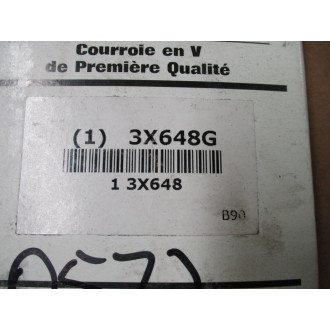 Courroie en V
de Première Qualité
(1) 3X648G
1 3X648
B90